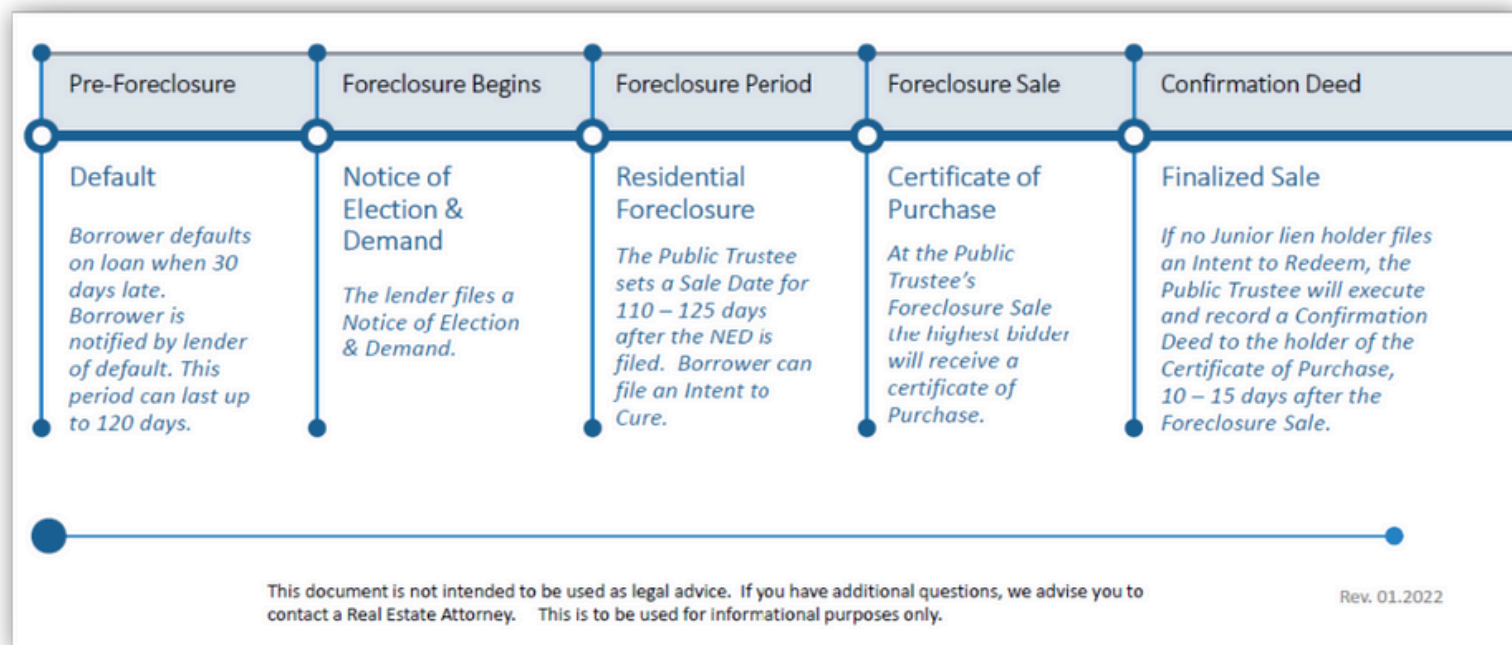 Pre-Foreclosure
Foreclosure Begins
Foreclosure Period
Foreclosure Sale
Confirmation Deed
Default
Borrower defaults
on loan when 30
days late.
Borrower is
notified by lender
of default. This
period can last up
to 120 days.
Notice of
Election &
Demand
The lender files a
Notice of Election
& Demand.
Residential
Foreclosure
The Public Trustee
sets a Sale Date for
110 – 125 days
after the NED is
filed. Borrower can
file an Intent to
Cure.
Certificate of
Purchase
At the Public
Trustee's
Foreclosure Sale
the highest bidder
will receive a
certificate of
Purchase.
Finalized Sale
If no Junior lien holder files
an Intent to Redeem, the
Public Trustee will execute
and record a Confirmation
Deed to the holder of the
Certificate of Purchase,
10 – 15 days after the
Foreclosure Sale.
This document is not intended to be used as legal advice. If you have additional questions, we advise you to
contact a Real Estate Attorney. This is to be used for informational purposes only.
Rev. 01.2022